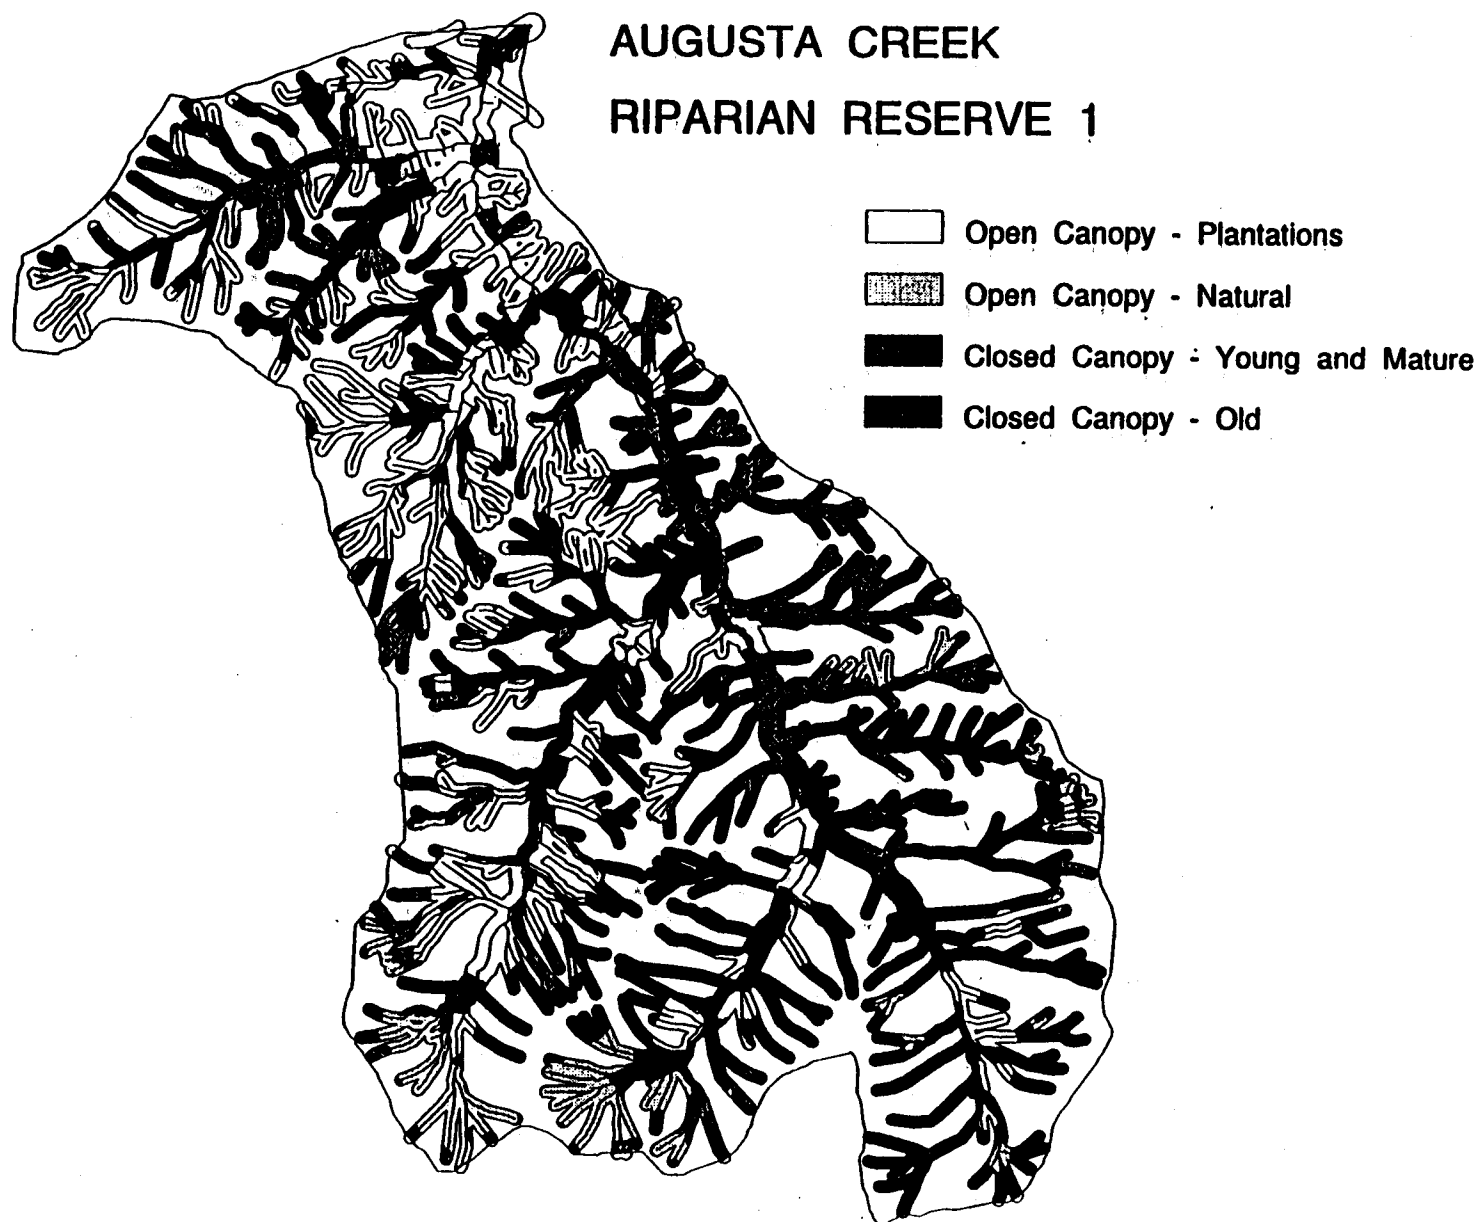 AUGUSTA CREEK
RIPARIAN RESERVE 1
Open Canopy - Plantations
Open Canopy - Natural
Closed Canopy - Young and Mature
Closed Canopy - Old